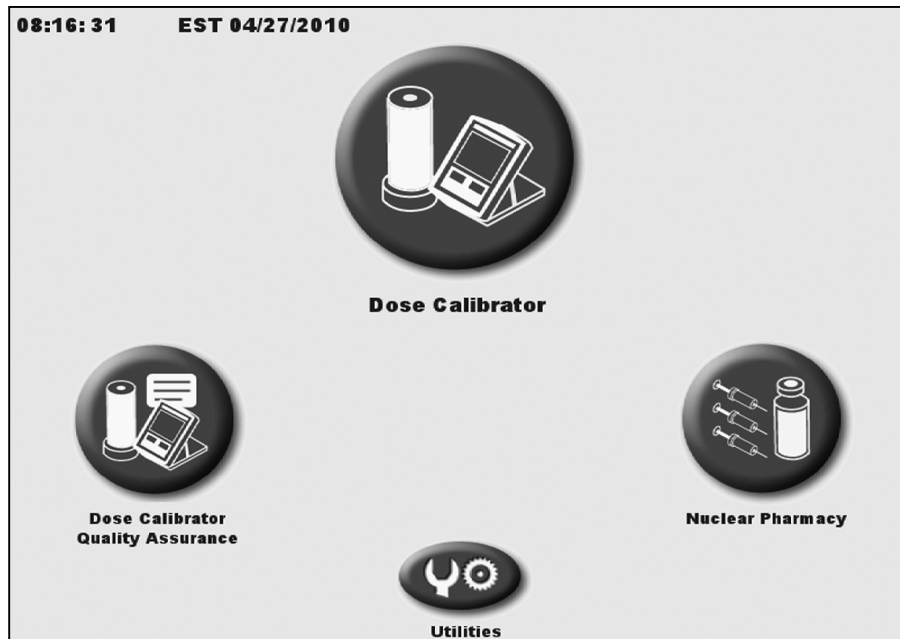 08:16:31 EST 04/27/2010
Dose Calibrator
Dose Calibrator
Quality Assurance
Nuclear Pharmacy
Utilities